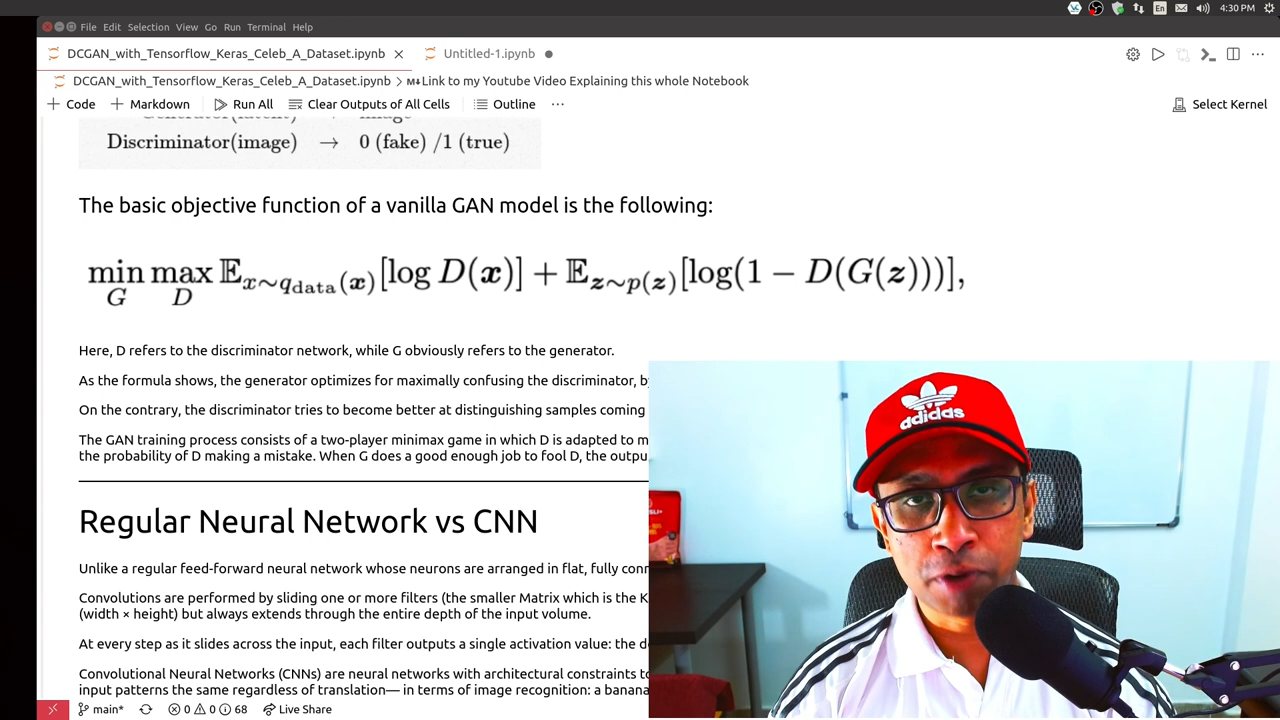 En 4:30 PM
File Edit Selection View Go Run Terminal Help
DCGAN_with_Tensorflow_Keras_Celeb_A_Dataset.ipynb × Untitled-1.ipynb ●
DCGAN_with_Tensorflow_Keras_Celeb_A_Dataset.ipynb > M↓Link to my Youtube Video Explaining this whole Notebook
+ Code + Markdown Run All Clear Outputs of All Cells Outline ··· Select Kernel
Generator(latent) → image
Discriminator(image) → 0 (fake) /1 (true)
The basic objective function of a vanilla GAN model is the following:
min_G max_D 𝔼_{x∼q_data(x)}[log D(x)] + 𝔼_{z∼p(z)}[log(1 − D(G(z)))],
Here, D refers to the discriminator network, while G obviously refers to the generator.
As the formula shows, the generator optimizes for maximally confusing the discriminator, b
On the contrary, the discriminator tries to become better at distinguishing samples coming
The GAN training process consists of a two-player minimax game in which D is adapted to m
the probability of D making a mistake. When G does a good enough job to fool D, the outpu
Regular Neural Network vs CNN
Unlike a regular feed-forward neural network whose neurons are arranged in flat, fully conn
Convolutions are performed by sliding one or more filters (the smaller Matrix which is the K
(width × height) but always extends through the entire depth of the input volume.
At every step as it slides across the input, each filter outputs a single activation value: the d
Convolutional Neural Networks (CNNs) are neural networks with architectural constraints to
input patterns the same regardless of translation— in terms of image recognition: a banana
adidas
main* 0 0 68 Live Share